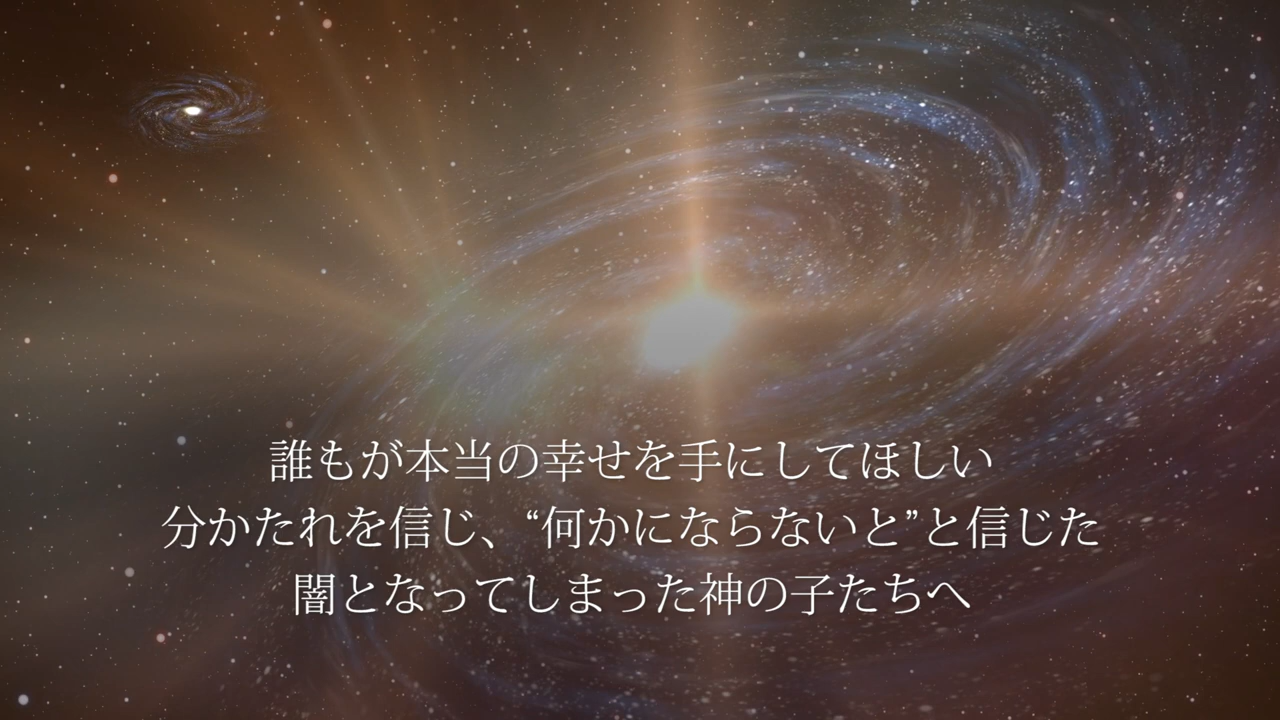 誰もが本当の幸せを手にしてほしい
分かたれを信じ、“何かにならないと”と信じた
闇となってしまった神の子たちへ